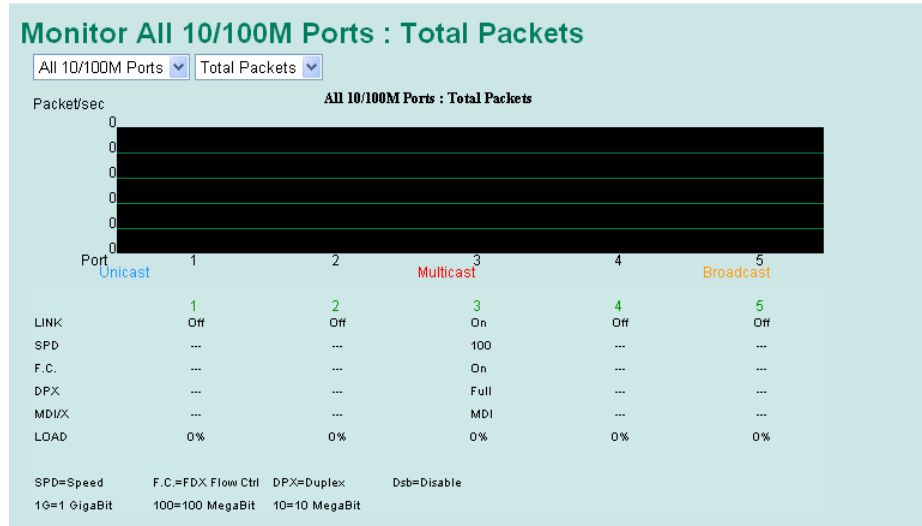 Monitor All 10/100M Ports : Total Packets
All 10/100M Ports Total Packets
Packet/sec All 10/100M Ports : Total Packets
0
0
0
0
0
0
Port 1 2 3 4 5
Unicast Multicast Broadcast
1 2 3 4 5
LINK Off Off On Off Off
SPD --- --- 100 --- ---
F.C. --- --- On --- ---
DPX --- --- Full --- ---
MDI/X --- --- MDI --- ---
LOAD 0% 0% 0% 0% 0%
SPD=Speed F.C.=FDX Flow Ctrl DPX=Duplex Dsb=Disable
1G=1 GigaBit 100=100 MegaBit 10=10 MegaBit